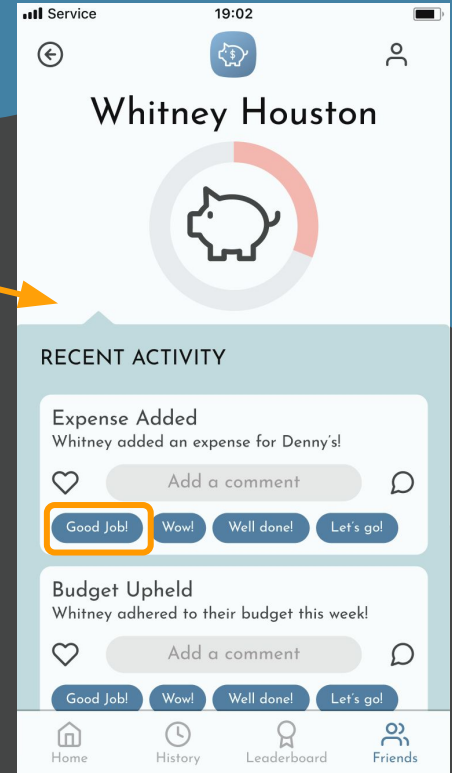 Service 19:02
$
Whitney Houston
RECENT ACTIVITY
Expense Added
Whitney added an expense for Denny's!
Add a comment
Good Job! Wow! Well done! Let's go!
Budget Upheld
Whitney adhered to their budget this week!
Add a comment
Good Job! Wow! Well done! Let's go!
Home History Leaderboard Friends